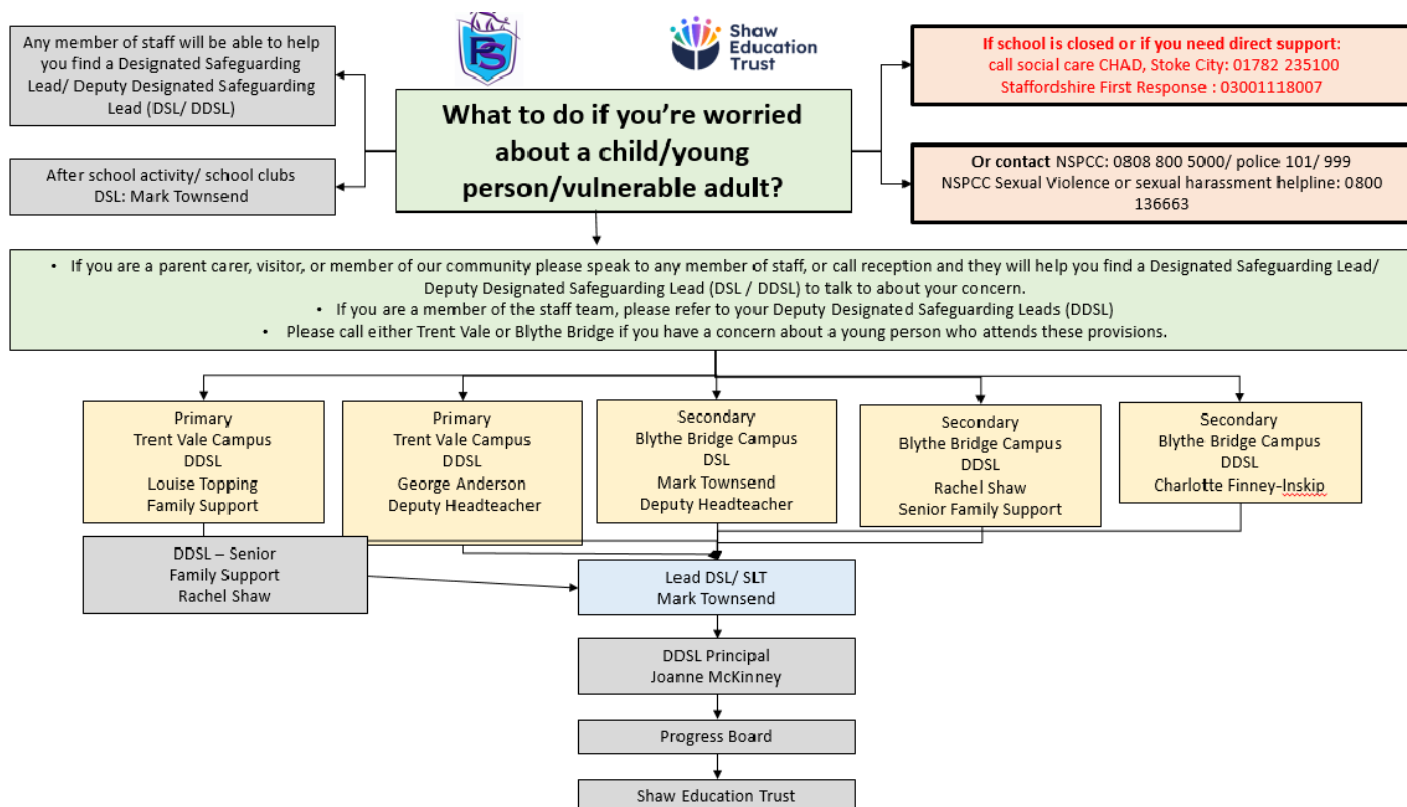 Any member of staff will be able to help
you find a Designated Safeguarding
Lead/ Deputy Designated Safeguarding
Lead (DSL/ DDSL)
After school activity/ school clubs
DSL: Mark Townsend
PS
Shaw
Education
Trust
What to do if you’re worried
about a child/young
person/vulnerable adult?
If school is closed or if you need direct support:
call social care CHAD, Stoke City: 01782 235100
Staffordshire First Response : 03001118007
Or contact NSPCC: 0808 800 5000/ police 101/ 999
NSPCC Sexual Violence or sexual harassment helpline: 0800
136663
• If you are a parent carer, visitor, or member of our community please speak to any member of staff, or call reception and they will help you find a Designated Safeguarding Lead/
Deputy Designated Safeguarding Lead (DSL / DDSL) to talk to about your concern.
• If you are a member of the staff team, please refer to your Deputy Designated Safeguarding Leads (DDSL)
• Please call either Trent Vale or Blythe Bridge if you have a concern about a young person who attends these provisions.
Primary
Trent Vale Campus
DDSL
Louise Topping
Family Support
Primary
Trent Vale Campus
DDSL
George Anderson
Deputy Headteacher
Secondary
Blythe Bridge Campus
DSL
Mark Townsend
Deputy Headteacher
Secondary
Blythe Bridge Campus
DDSL
Rachel Shaw
Senior Family Support
Secondary
Blythe Bridge Campus
DDSL
Charlotte Finney-Inskip
DDSL – Senior
Family Support
Rachel Shaw
Lead DSL/ SLT
Mark Townsend
DDSL Principal
Joanne McKinney
Progress Board
Shaw Education Trust